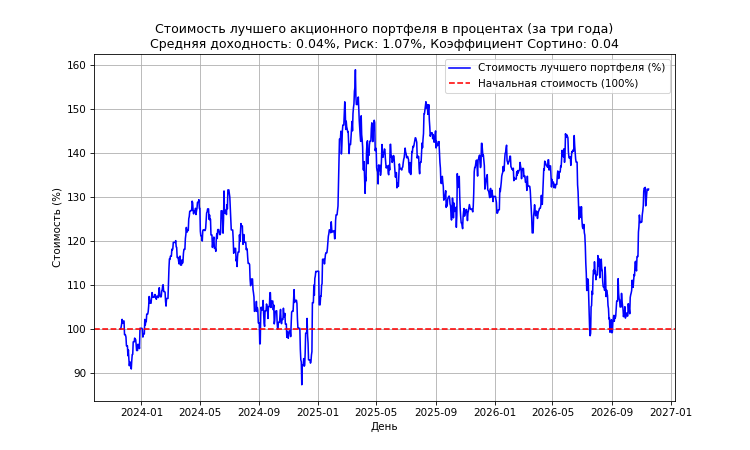 Стоимость лучшего акционного портфеля в процентах (за три года)
Средняя доходность: 0.04%, Риск: 1.07%, Коэффициент Сортино: 0.04
Стоимость лучшего портфеля (%)
Начальная стоимость (100%)
Стоимость (%)
160
150
140
130
120
110
100
90
2024-01 2024-05 2024-09 2025-01 2025-05 2025-09 2026-01 2026-05 2026-09 2027-01
День